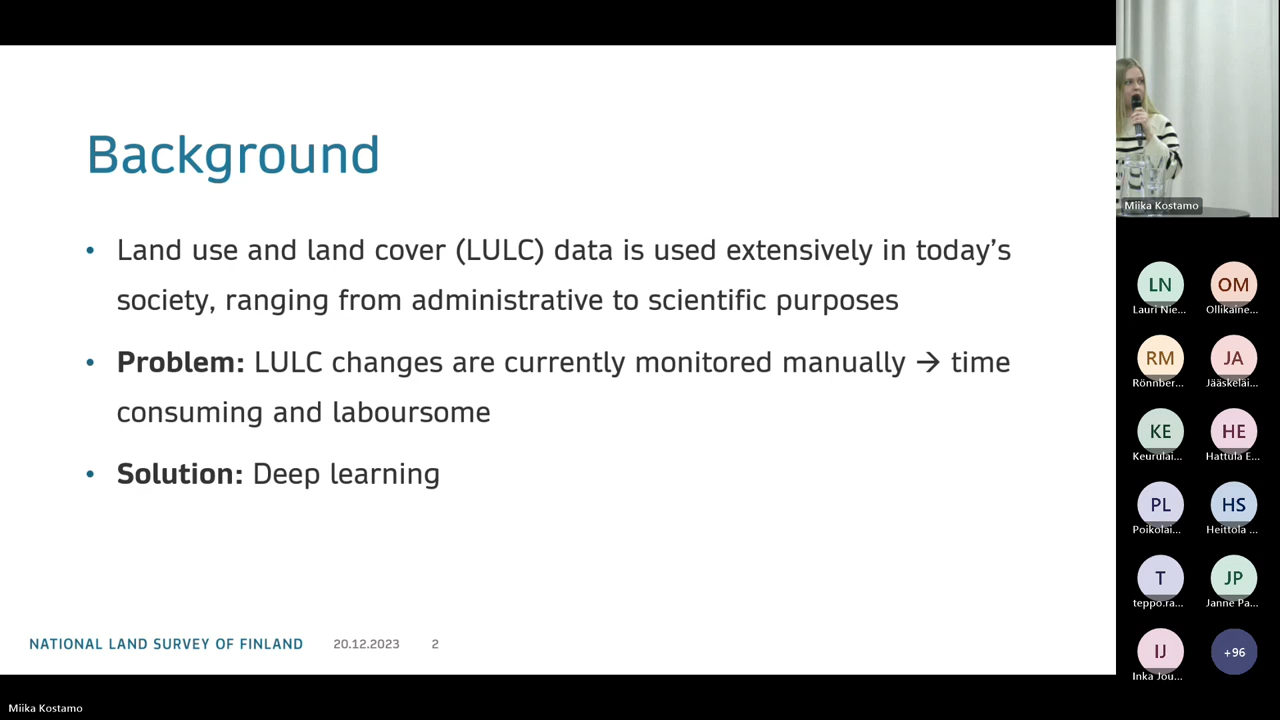 Background
• Land use and land cover (LULC) data is used extensively in today's
society, ranging from administrative to scientific purposes
• Problem: LULC changes are currently monitored manually → time
consuming and laboursome
• Solution: Deep learning
NATIONAL LAND SURVEY OF FINLAND 20.12.2023 2
Miika Kostamo
Miika Kostamo
LN OM
Lauri Nie... Ollikaine...
RM JA
Rönnber... Jääskeläi...
KE HE
Keurulai... Hattula E...
PL HS
Poikolai... Heittola ...
T JP
teppo.ra... Janne Pa...
IJ +96
Inka Jou...